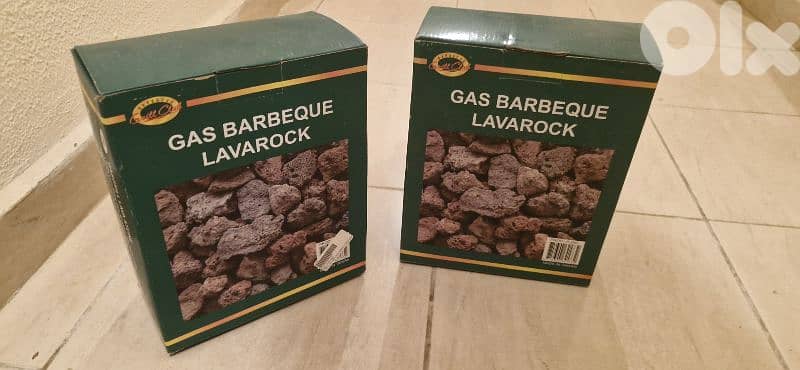 GAS BARBEQUE
LAVAROCK
GAS BARBEQUE
LAVAROCK
Olx